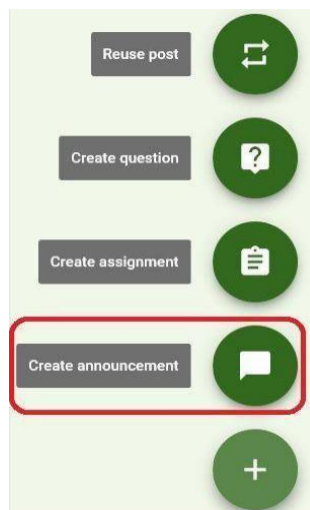 Reuse post
Create question
Create assignment
Create announcement